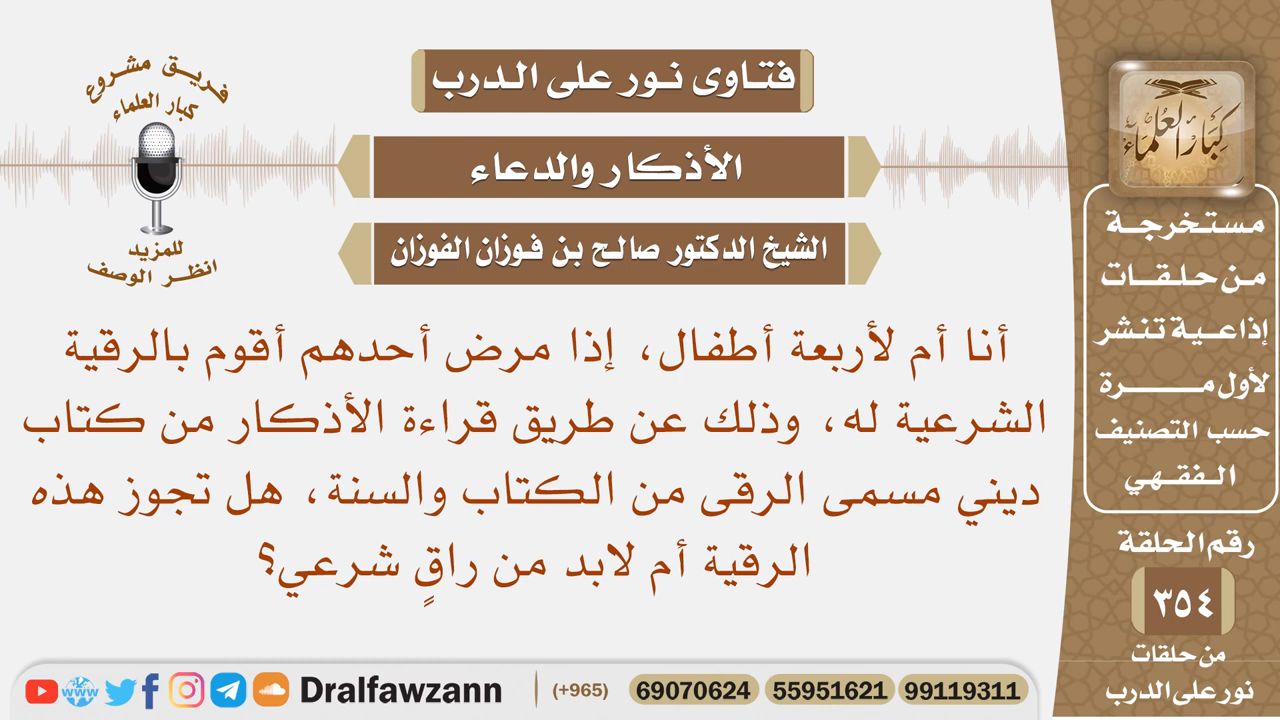 فتاوى نور على الدرب
الأذكار والدعاء
الشيخ الدكتور صالح بن فوزان الفوزان
فريق مشروع
كبار العلماء
للمزيد
انظر الوصف
أنا أم لأربعة أطفال، إذا مرض أحدهم أقوم بالرقية
الشرعية له، وذلك عن طريق قراءة الأذكار من كتاب
ديني مسمى الرقى من الكتاب والسنة، هل تجوز هذه
الرقية أم لابد من راقٍ شرعي؟
كبار العلماء
مستخرجة
من حلقات
إذاعية تنشر
لأول مرة
حسب التصنيف
الفقهي
رقم الحلقة
٣٥٤
من حلقات
نور على الدرب
www Dralfawzann (+965) 69070624 55951621 99119311